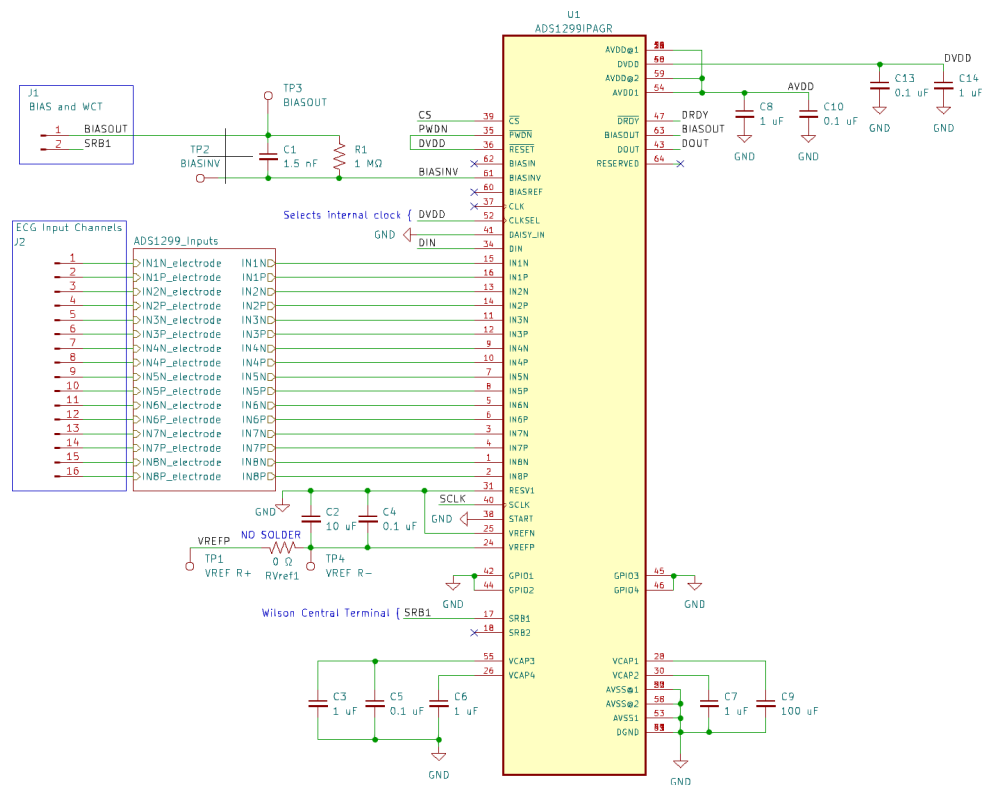 U1
ADS1299IPAGR
J1
BIAS and WCT
1 BIASOUT
2 SRB1
TP3
BIASOUT
TP2
BIASINV
C1
1.5 nF
R1
1 MΩ
BIASINV
CS 39 CS
PWDN 35 PWDN
DVDD 36 RESET
62 BIASIN
61 BIASINV
60 BIASREF
37 CLK
Selects internal clock { DVDD 52 CLKSEL
GND 41 DAISY_IN
DIN 34 DIN
ECG Input Channels
J2
ADS1299_Inputs
1 IN1N_electrode IN1N 15 IN1N
2 IN1P_electrode IN1P 16 IN1P
3 IN2N_electrode IN2N 13 IN2N
4 IN2P_electrode IN2P 14 IN2P
5 IN3N_electrode IN3N 11 IN3N
6 IN3P_electrode IN3P 12 IN3P
7 IN4N_electrode IN4N 9 IN4N
8 IN4P_electrode IN4P 10 IN4P
9 IN5N_electrode IN5N 7 IN5N
10 IN5P_electrode IN5P 8 IN5P
11 IN6N_electrode IN6N 5 IN6N
12 IN6P_electrode IN6P 6 IN6P
13 IN7N_electrode IN7N 3 IN7N
14 IN7P_electrode IN7P 4 IN7P
15 IN8N_electrode IN8N 1 IN8N
16 IN8P_electrode IN8P 2 IN8P
31 RESV1
GND SCLK 40 SCLK
C2
10 uF
C4
0.1 uF
GND 38 START
25 VREFN
24 VREFP
NO SOLDER
VREFP
0 Ω
RVref1
TP1
VREF R+
TP4
VREF R-
42 GPIO1
44 GPIO2
GND
Wilson Central Terminal { SRB1 17 SRB1
18 SRB2
55 VCAP3
26 VCAP4
C3
1 uF
C5
0.1 uF
C6
1 uF
GND
AVDD@1
DVDD
AVDD@2 59
AVDD1 54
DVDD
AVDD
C13
0.1 uF
C14
1 uF
GND
GND
C8
1 uF
C10
0.1 uF
GND
GND
DRDY 47 DRDY
BIASOUT 63 BIASOUT
DOUT 43 DOUT
RESERVED 64
GPIO3 45
GPIO4 46
GND
VCAP1 28
VCAP2 30
AVSS@1
AVSS@2 58
AVSS1 53
DGND
C7
1 uF
C9
100 uF
GND